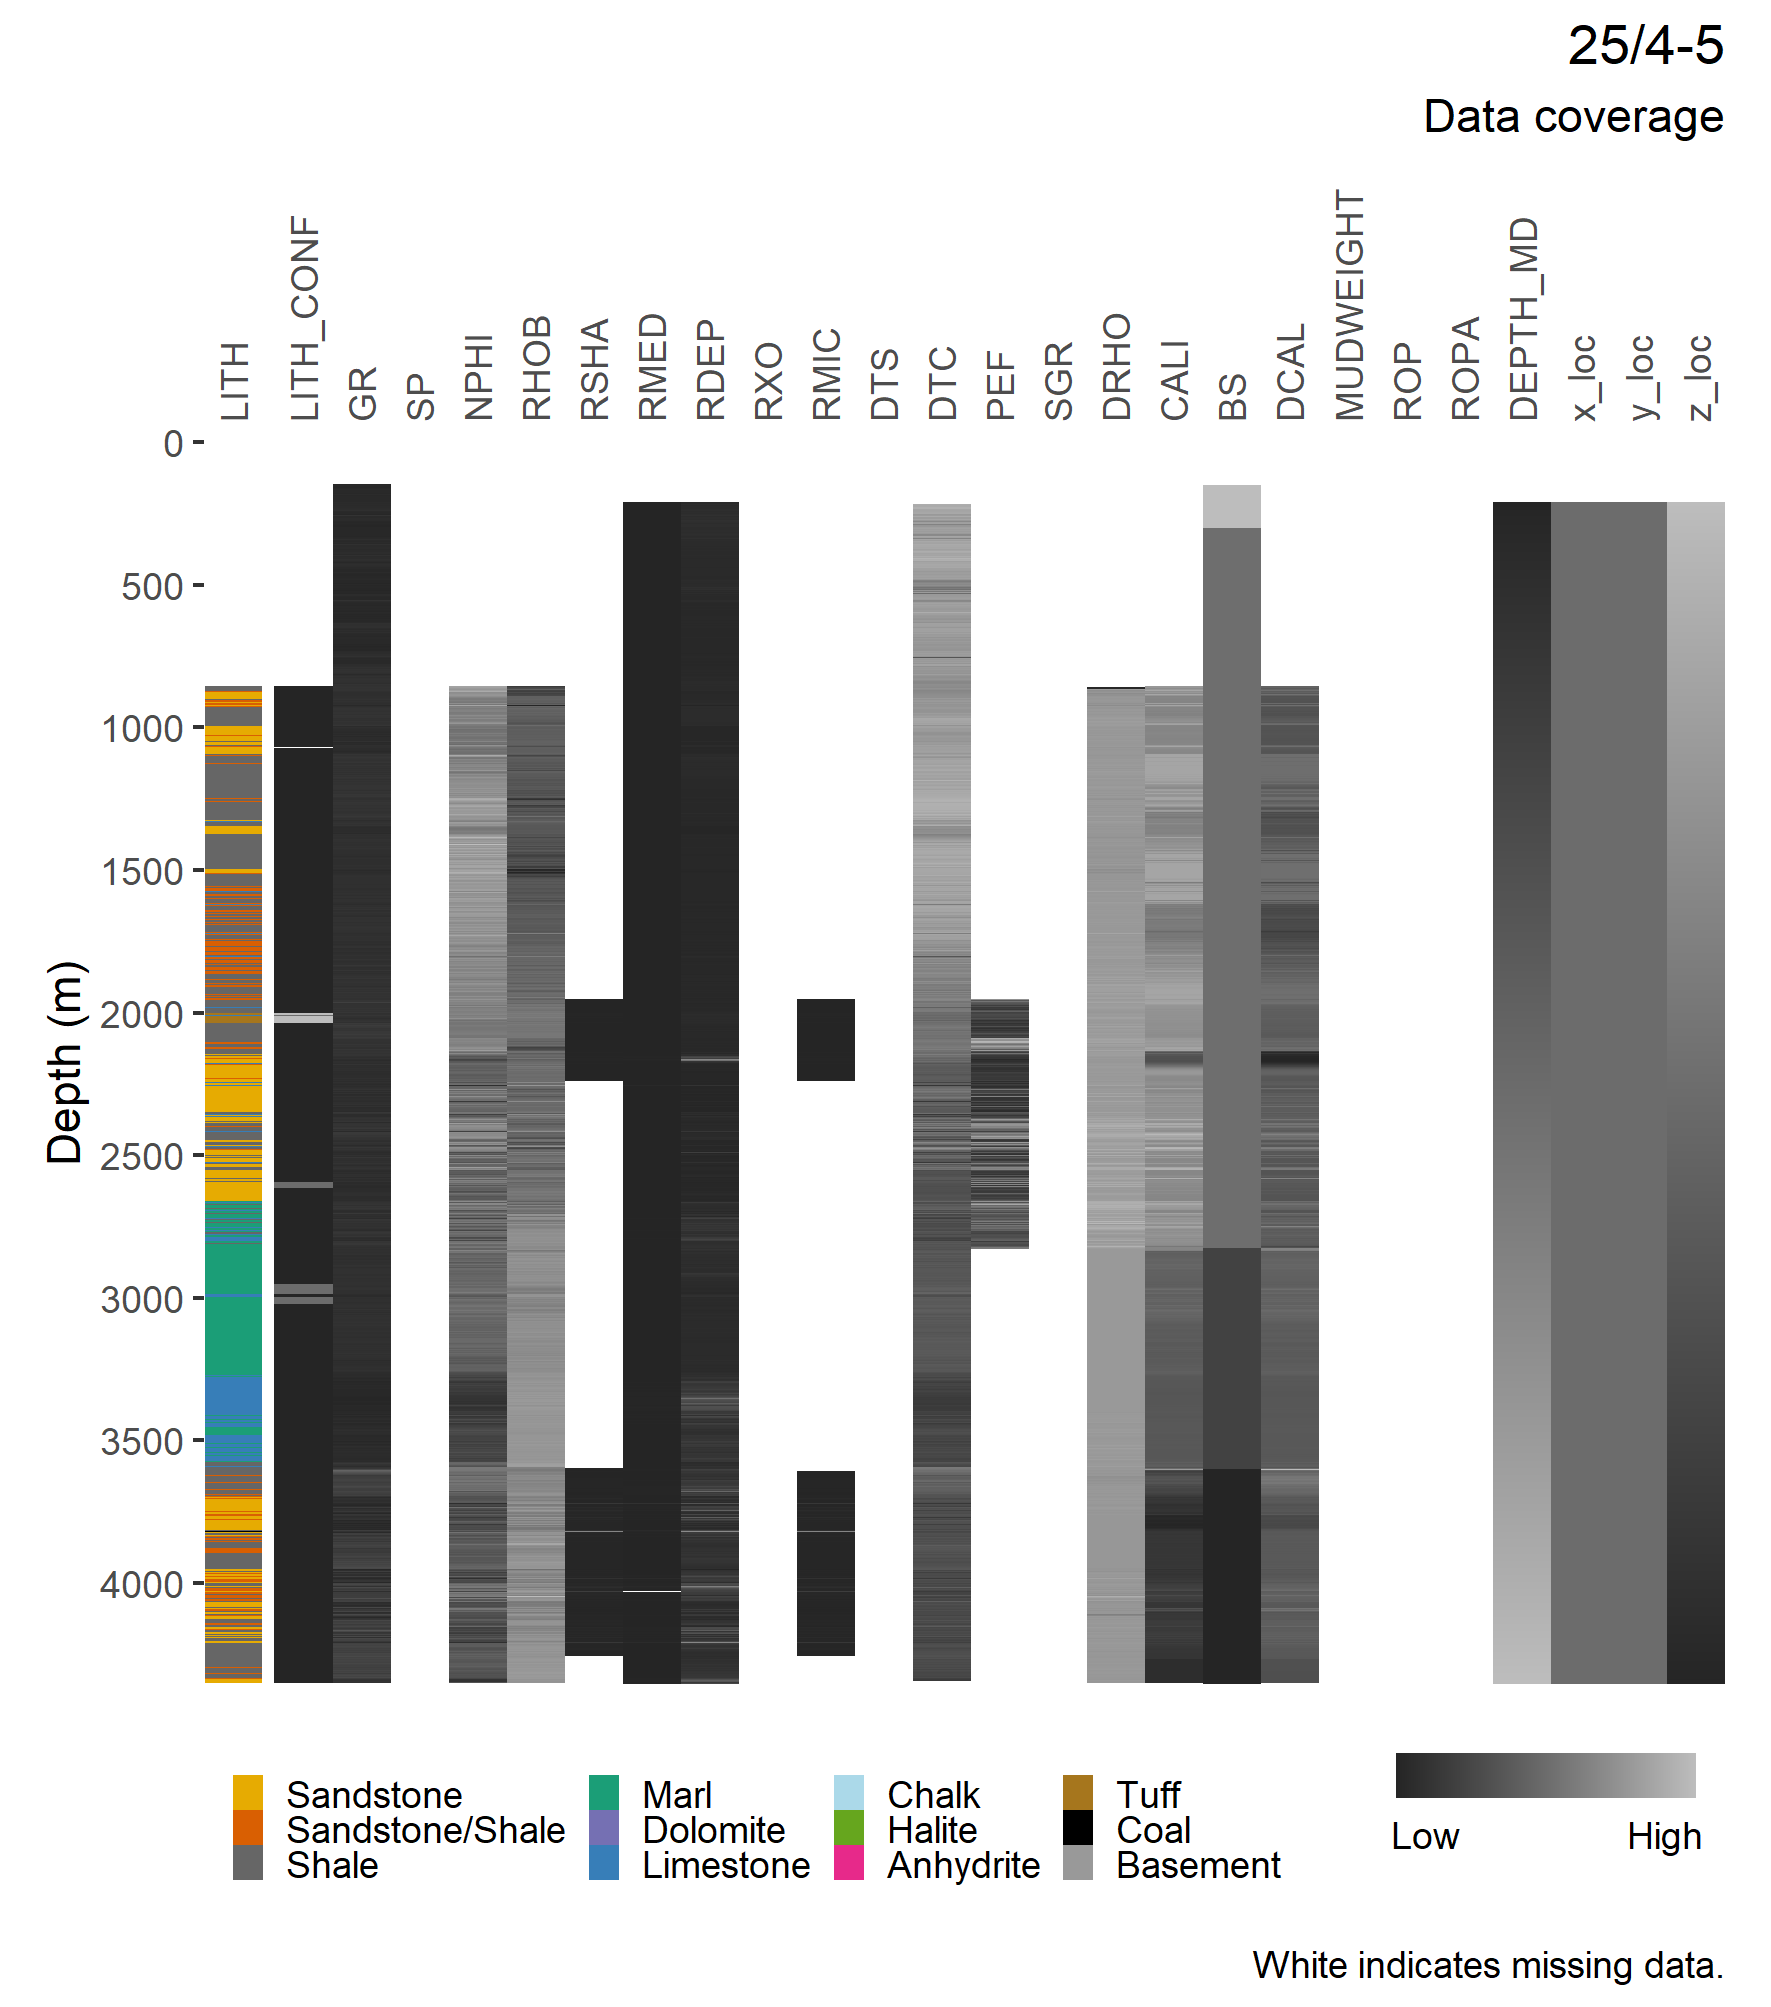 25/4-5
Data coverage
LITH
LITH_CONF
GR
SP
NPHI
RHOB
RSHA
RMED
RDEP
RXO
RMIC
DTS
DTC
PEF
SGR
DRHO
CALI
BS
DCAL
MUDWEIGHT
ROP
ROPA
DEPTH_MD
x_loc
y_loc
z_loc
Depth (m)
0
500
1000
1500
2000
2500
3000
3500
4000
Sandstone
Sandstone/Shale
Shale
Marl
Dolomite
Limestone
Chalk
Halite
Anhydrite
Tuff
Coal
Basement
Low High
White indicates missing data.